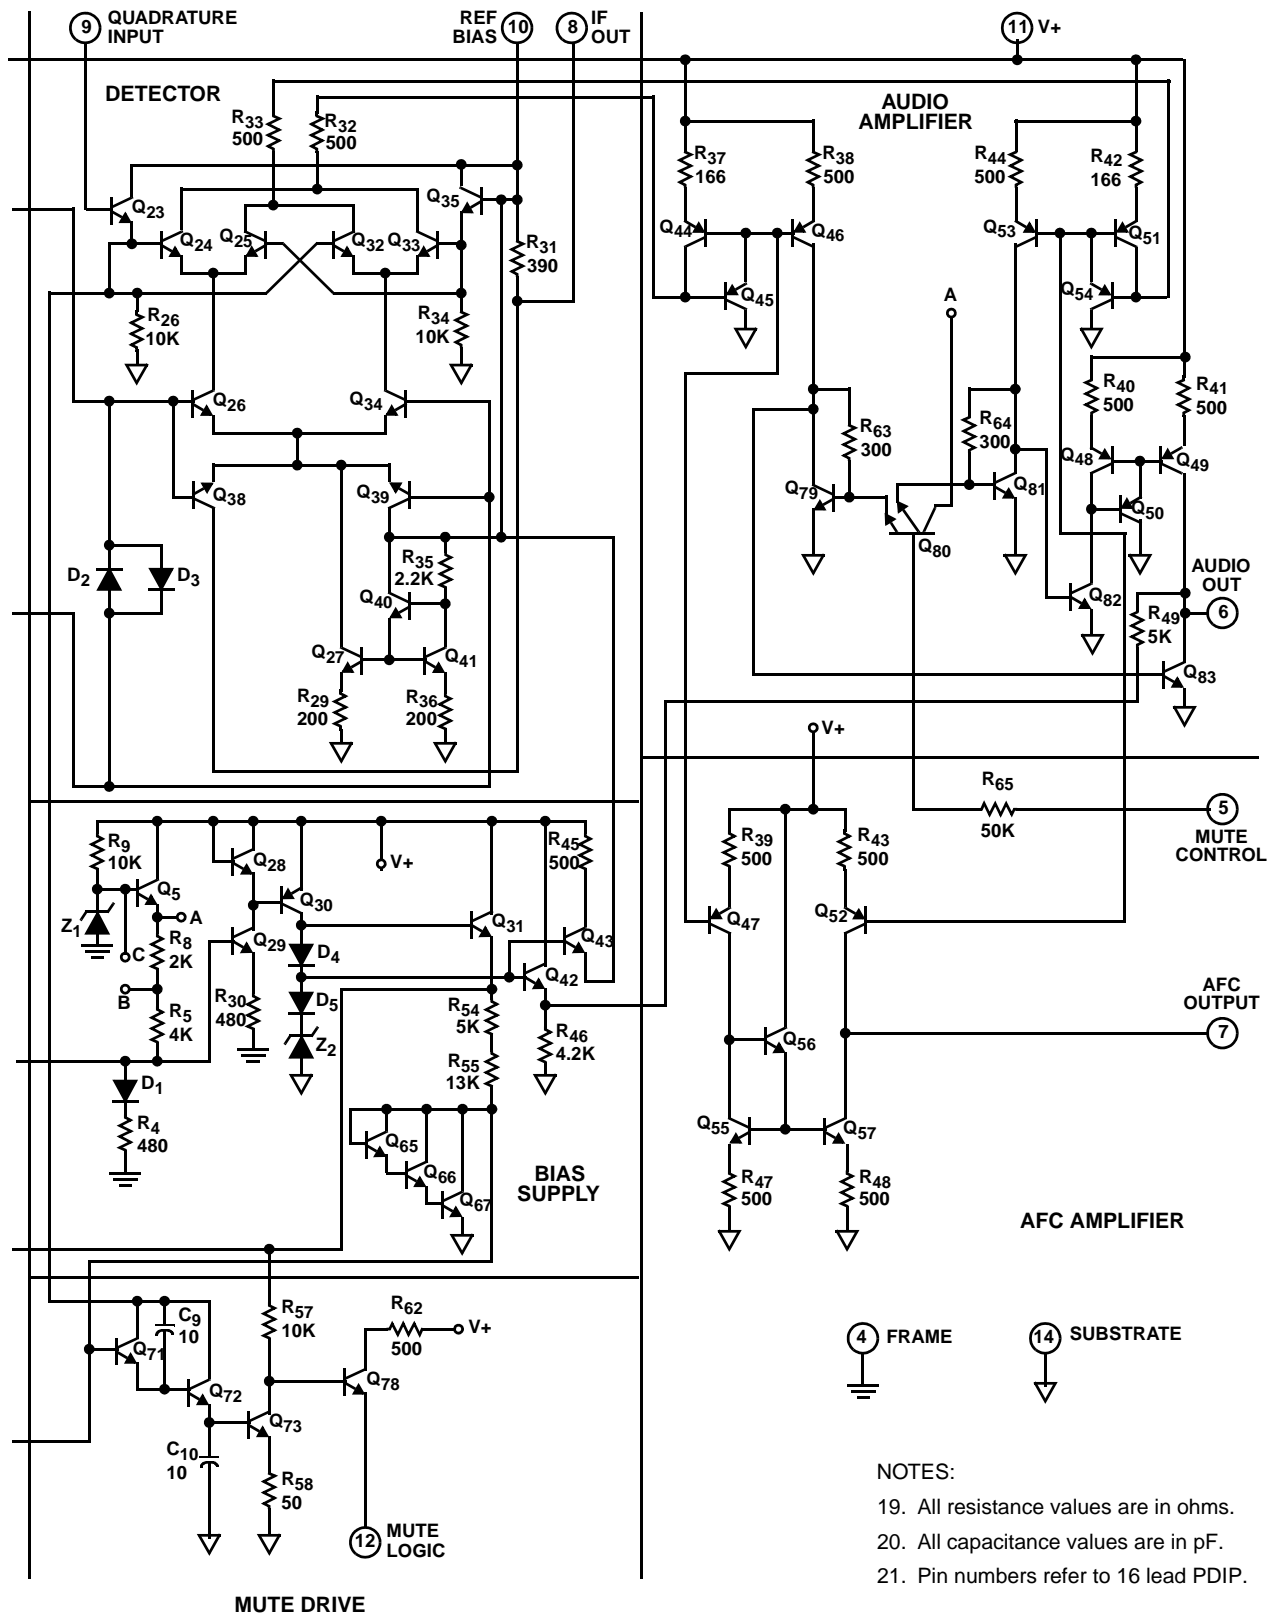 9 QUADRATURE
INPUT
REF
BIAS 10
8 IF
OUT
11 V+
DETECTOR
R33
500
R32
500
AUDIO
AMPLIFIER
R37
166
R38
500
R44
500
R42
166
Q23
Q35
Q24
Q25
Q32
Q33
R31
390
Q44
Q46
Q53
Q51
Q45
A
Q54
R26
10K
R34
10K
Q26
Q34
R40
500
R41
500
R63
300
R64
300
Q48
Q49
Q38
Q39
Q79
Q81
Q50
Q80
R35
2.2K
D2
D3
Q40
Q82
AUDIO
OUT
6
R49
5K
Q27
Q41
Q83
R29
200
R36
200
V+
R65
50K
5
MUTE
CONTROL
R9
10K
Q28
V+
R45
500
R39
500
R43
500
Q5
Q30
A
Z1
R8
2K
C
Q29
D4
Q31
Q43
Q47
Q52
B
R5
4K
R30
480
D5
Z2
Q42
R54
5K
R46
4.2K
R55
13K
AFC
OUTPUT
7
Q56
D1
R4
480
Q65
Q66
Q67
BIAS
SUPPLY
Q55
Q57
R47
500
R48
500
AFC AMPLIFIER
C9
10
R57
10K
R62
500
V+
Q71
Q72
Q73
Q78
4 FRAME
14 SUBSTRATE
C10
10
R58
50
12 MUTE
LOGIC
MUTE DRIVE
NOTES:
19. All resistance values are in ohms.
20. All capacitance values are in pF.
21. Pin numbers refer to 16 lead PDIP.